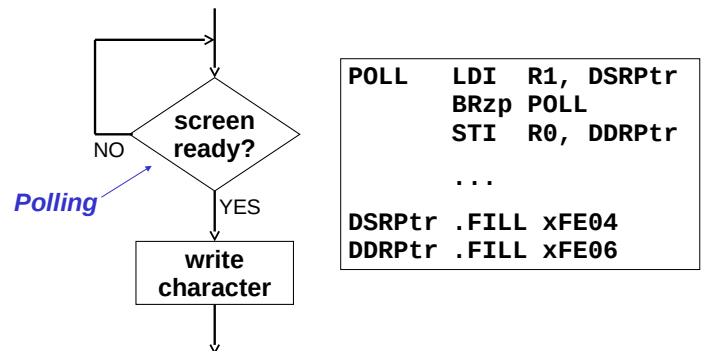 screen
ready?
NO
Polling
YES
write
character
POLL LDI R1, DSRPtr
BRzp POLL
STI R0, DDRPtr
...
DSRPtr .FILL xFE04
DDRPtr .FILL xFE06